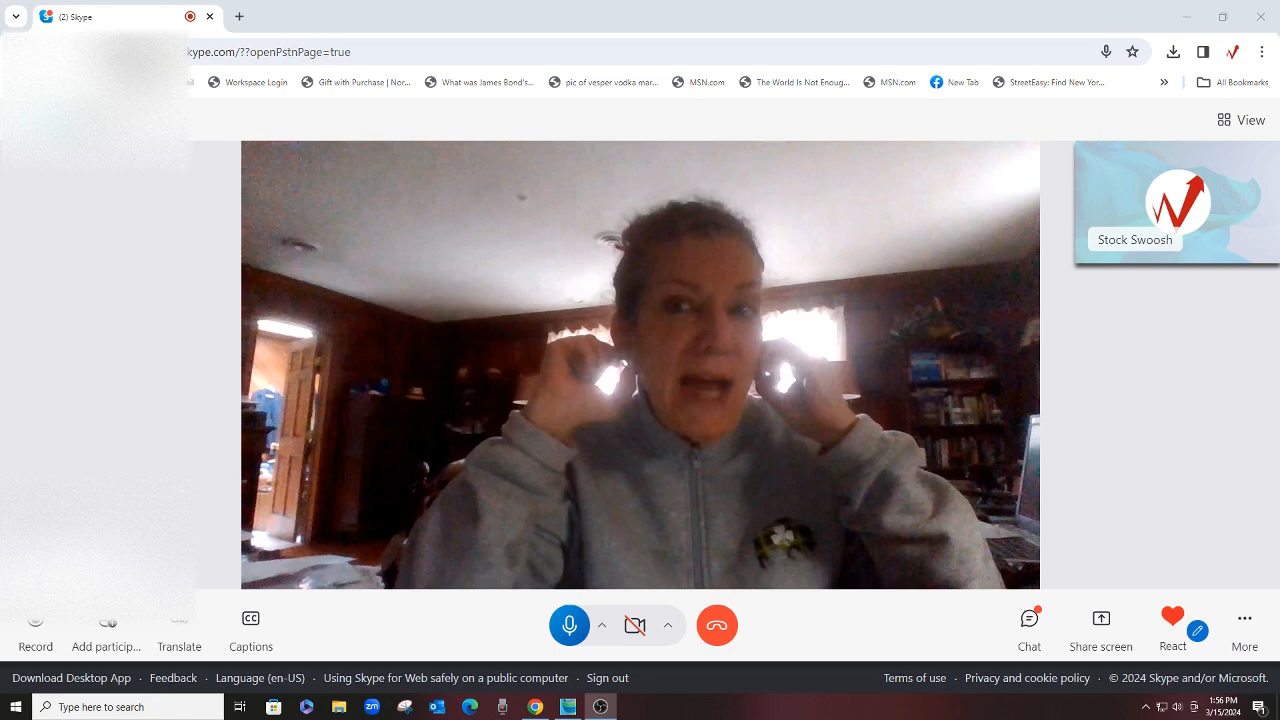 (2) Skype
kype.com/??openPstnPage=true
ail Workspace Login Gift with Purchase | Nor... What was James Bond's... pic of vesper vodka mar... MSN.com The World Is Not Enoug... MSN.com New Tab StreetEasy: Find New Yor... » All Bookmarks
View
Stock Swoosh
CC
Record Add particip... Translate Captions Chat Share screen React More
Download Desktop App · Feedback · Language (en-US) · Using Skype for Web safely on a public computer · Sign out Terms of use · Privacy and cookie policy · © 2024 Skype and/or Microsoft.
Type here to search
zm
1:56 PM
3/15/2024
1